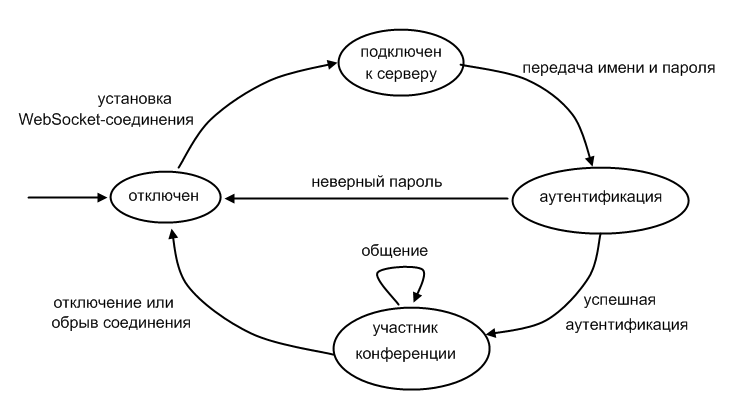 подключен
к серверу
передача имени и пароля
установка
WebSocket-соединения
неверный пароль
отключен
аутентификация
общение
отключение или
обрыв соединения
успешная
аутентификация
участник
конференции